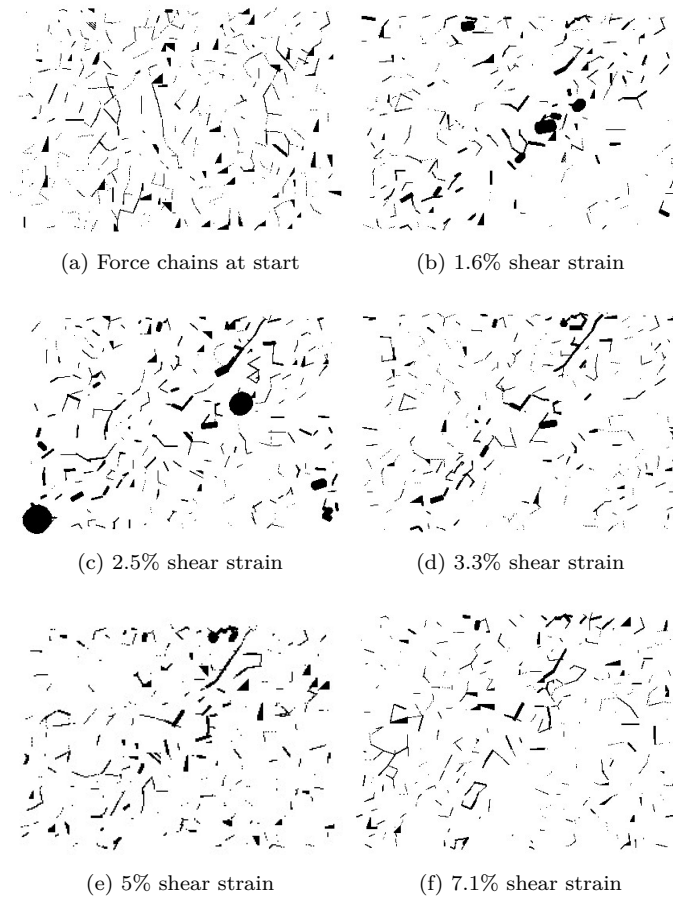 (a) Force chains at start
(b) 1.6% shear strain
(c) 2.5% shear strain
(d) 3.3% shear strain
(e) 5% shear strain
(f) 7.1% shear strain